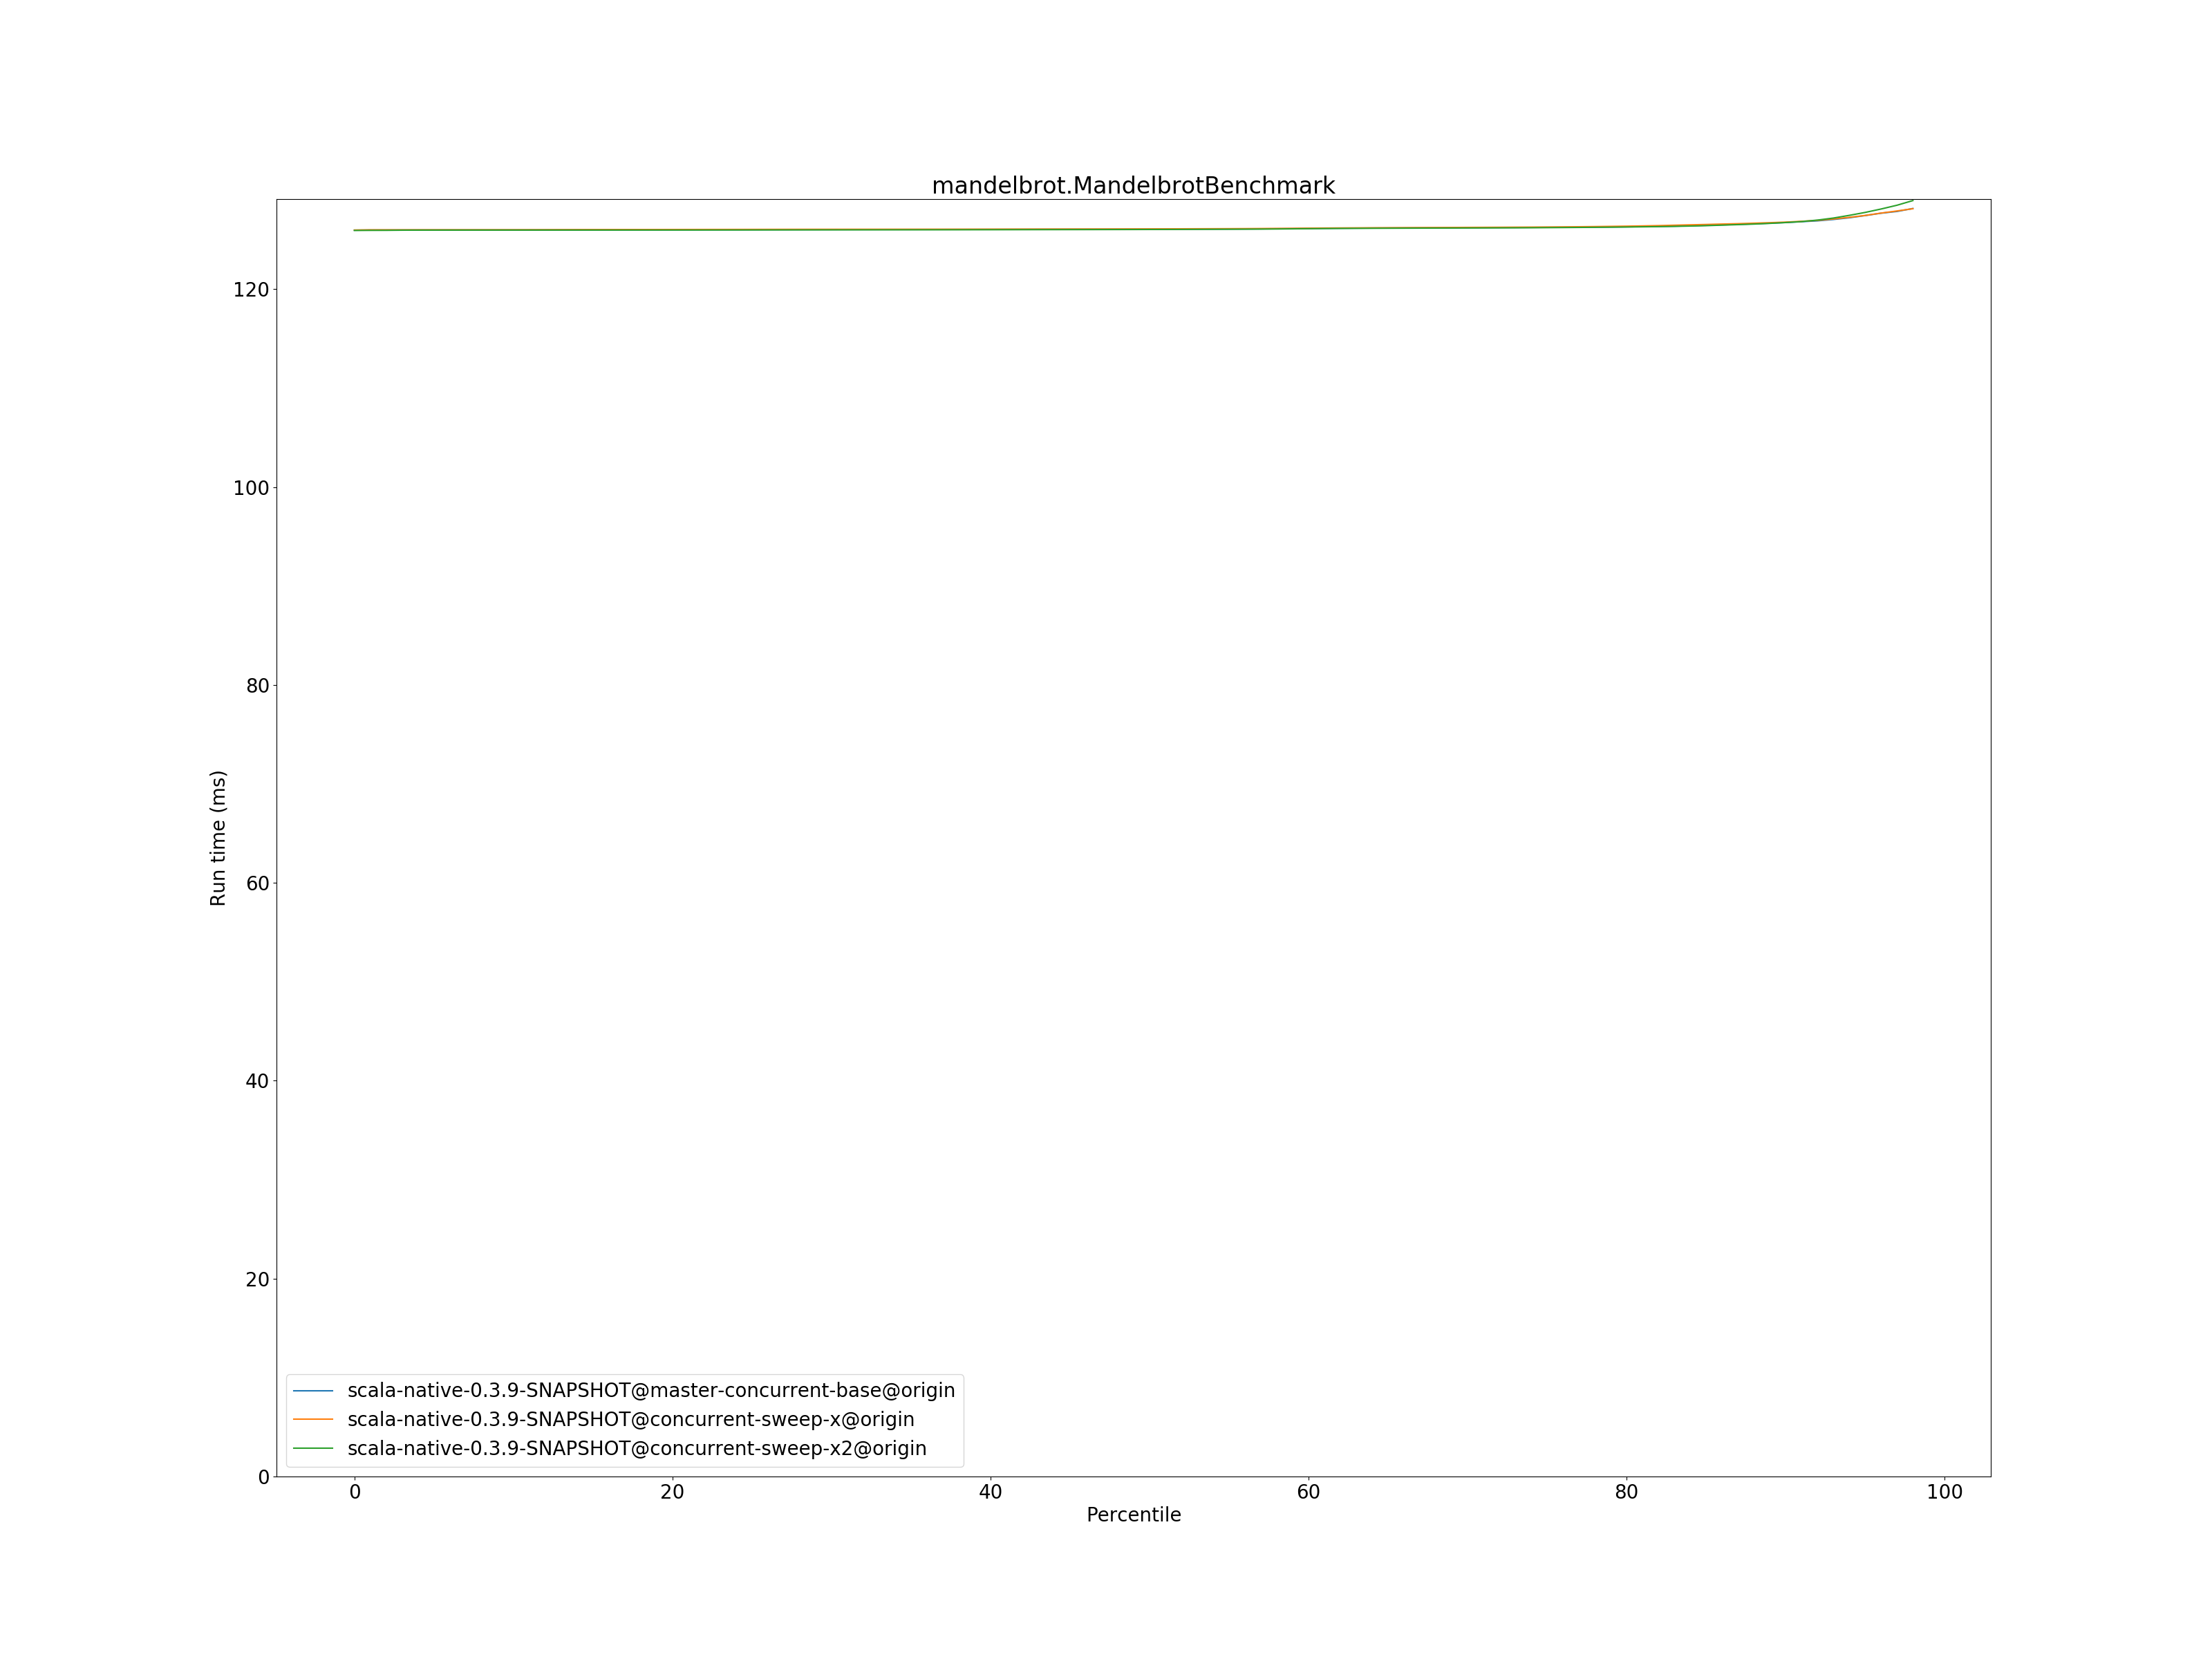 mandelbrot.MandelbrotBenchmark
120
100
80
60
40
20
0
Run time (ms)
scala-native-0.3.9-SNAPSHOT@master-concurrent-base@origin
scala-native-0.3.9-SNAPSHOT@concurrent-sweep-x@origin
scala-native-0.3.9-SNAPSHOT@concurrent-sweep-x2@origin
0 20 40 60 80 100
Percentile